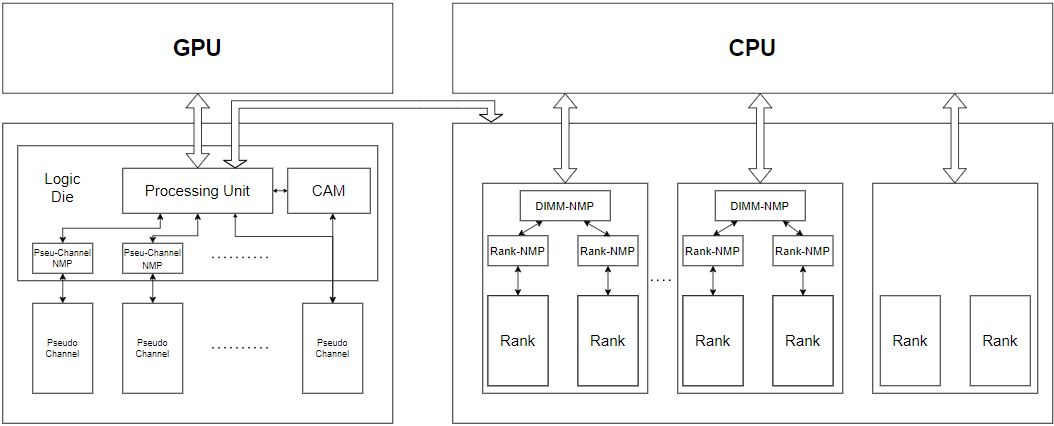 GPU
CPU
Logic
Die
Processing Unit
CAM
Pseu-Channel
NMP
Pseu-Channel
NMP
..........
Pseudo
Channel
Pseudo
Channel
..........
Pseudo
Channel
DIMM-NMP
Rank-NMP
Rank-NMP
Rank
Rank
....
DIMM-NMP
Rank-NMP
Rank-NMP
Rank
Rank
Rank
Rank